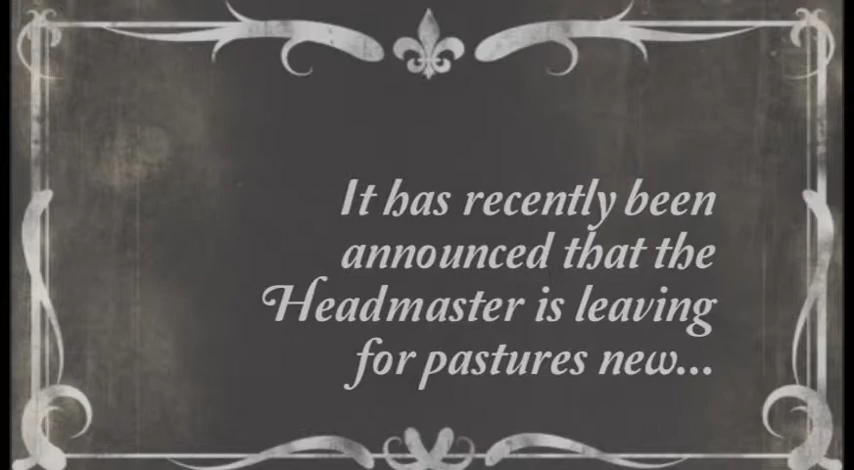 It has recently been
announced that the
Headmaster is leaving
for pastures new...